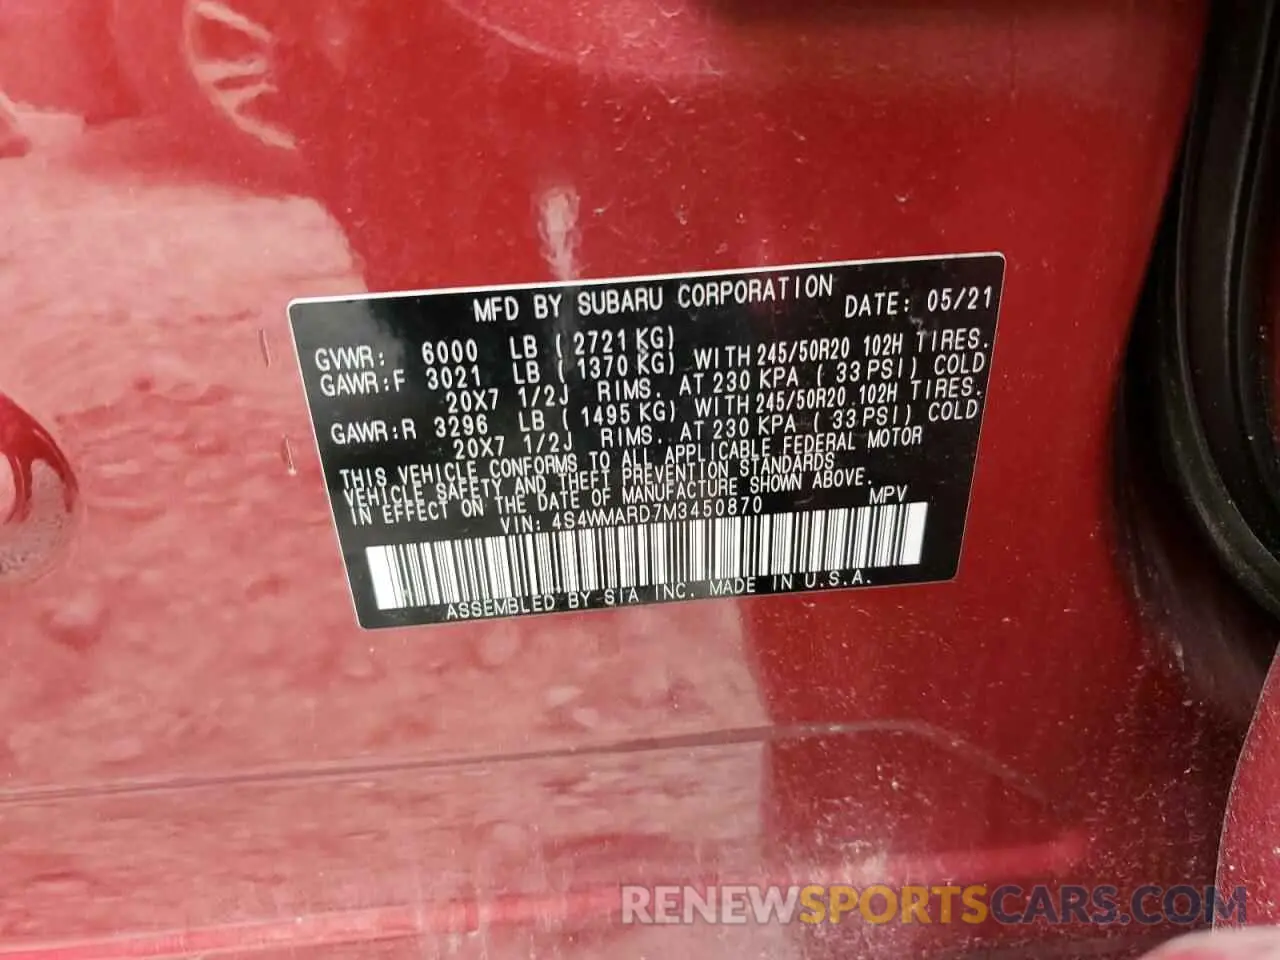 MFD BY SUBARU CORPORATION DATE: 05/21
GVWR: 6000 LB (2721 KG)
GAWR:F 3021 LB (1370 KG) WITH 245/50R20 102H TIRES.
20X7 1/2J RIMS. AT 230 KPA (33 PSI) COLD
GAWR:R 3296 LB (1495 KG) WITH 245/50R20 102H TIRES.
20X7 1/2J RIMS. AT 230 KPA (33 PSI) COLD
THIS VEHICLE CONFORMS TO ALL APPLICABLE FEDERAL MOTOR
VEHICLE SAFETY AND THEFT PREVENTION STANDARDS
IN EFFECT ON THE DATE OF MANUFACTURE SHOWN ABOVE.
VIN: 4S4WMARD7M3450870 MPV
ASSEMBLED BY SIA INC. MADE IN U.S.A.
RENEWSPORTSCARS.COM